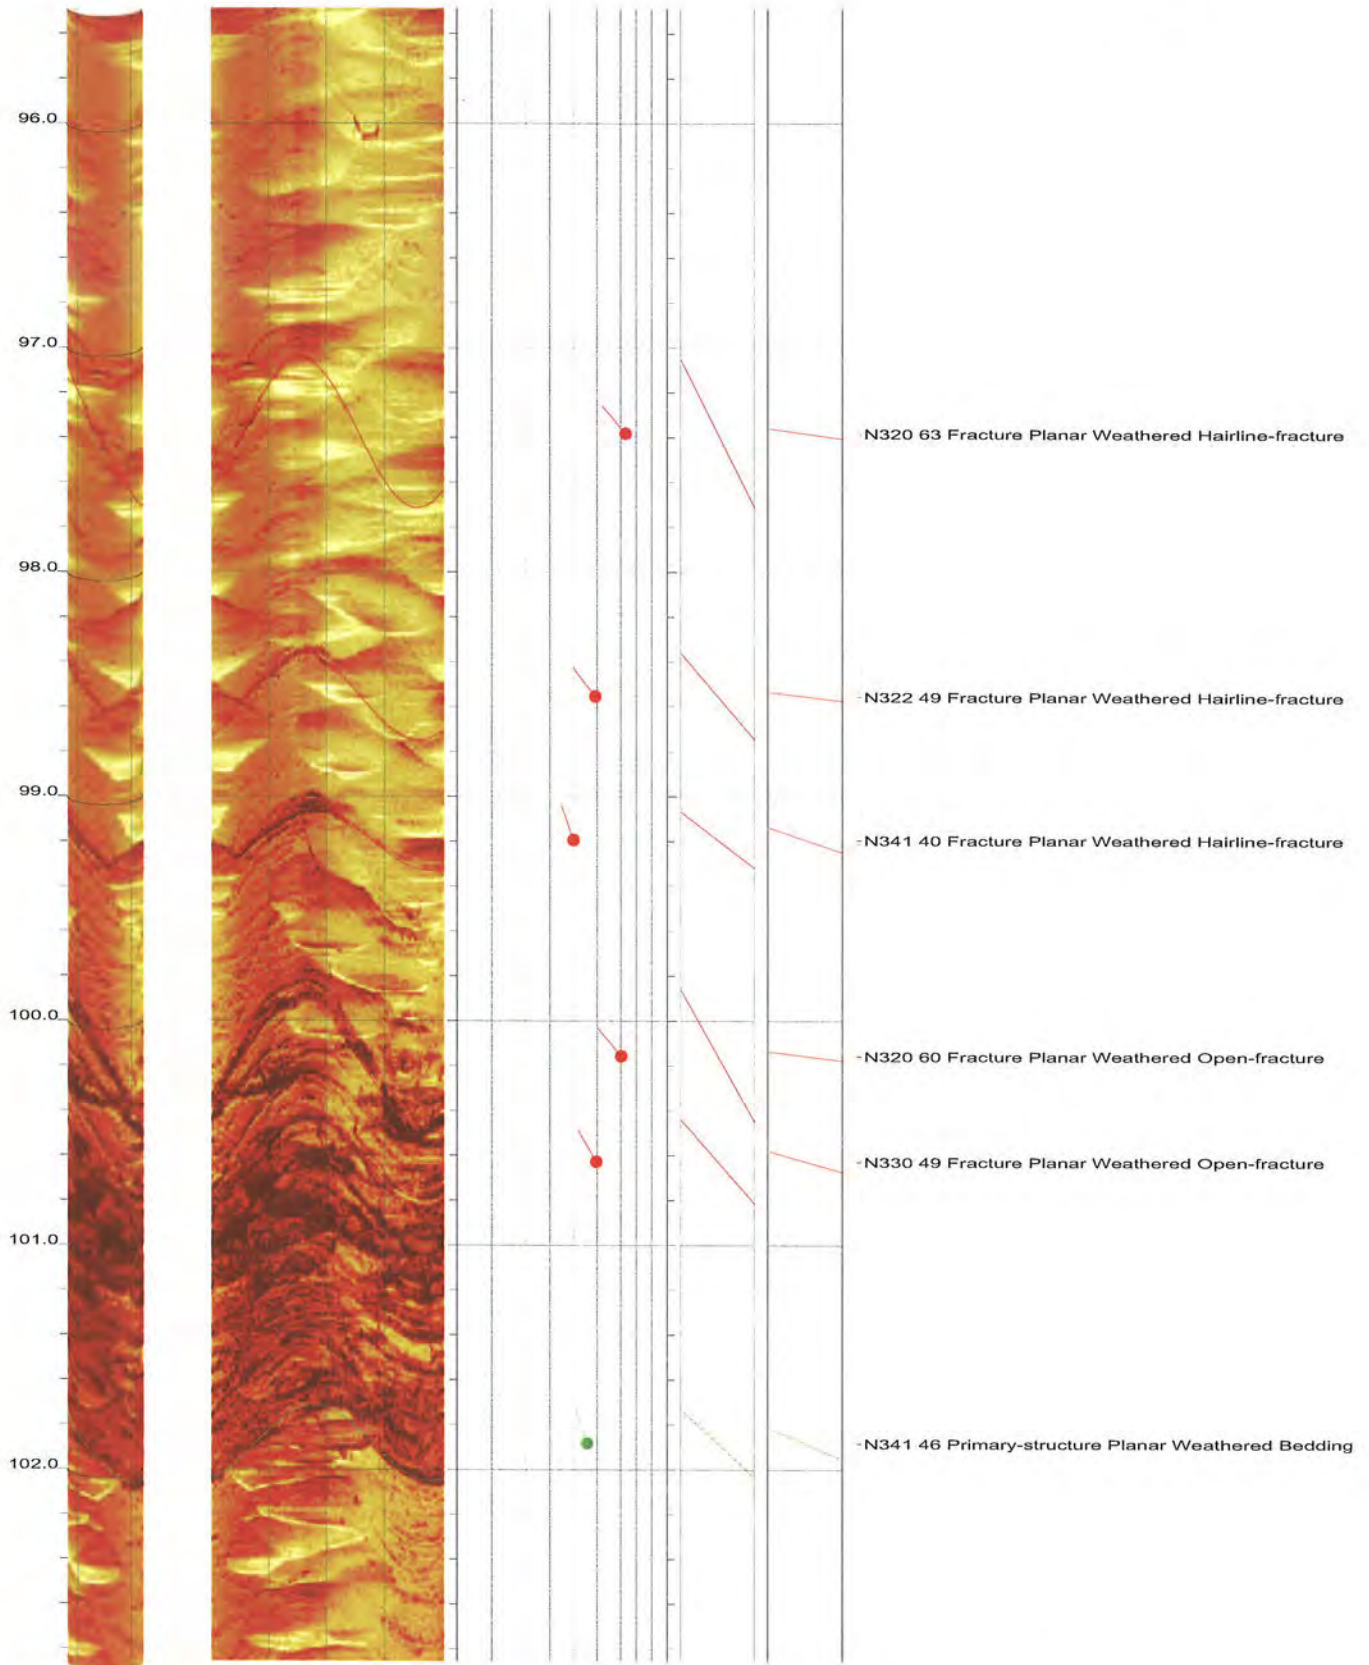 96.0
97.0
N320 63 Fracture Planar Weathered Hairline-fracture
98.0
N322 49 Fracture Planar Weathered Hairline-fracture
99.0
N341 40 Fracture Planar Weathered Hairline-fracture
100.0
N320 60 Fracture Planar Weathered Open-fracture
N330 49 Fracture Planar Weathered Open-fracture
101.0
N341 46 Primary-structure Planar Weathered Bedding
102.0